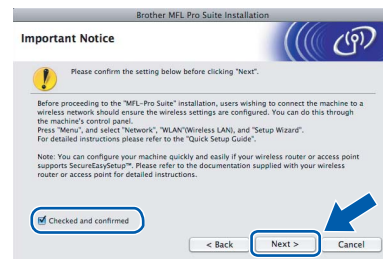 Brother MFL Pro Suite Installation
Important Notice
Please confirm the setting below before clicking "Next".
Before proceeding to the "MFL-Pro Suite" installation, users wishing to connect the machine to a
wireless network should ensure the wireless settings are configured. You can do this through
the machine's control panel.
Press "Menu", and select "Network", "WLAN"(Wireless LAN), and "Setup Wizard".
For detailed instructions please refer to the "Quick Setup Guide".
Note: You can configure your machine quickly and easily if your wireless router or access point
supports SecureEasySetup™. Please refer to the documentation supplied with your wireless
router or access point for detailed instructions.
Checked and confirmed
< Back Next > Cancel